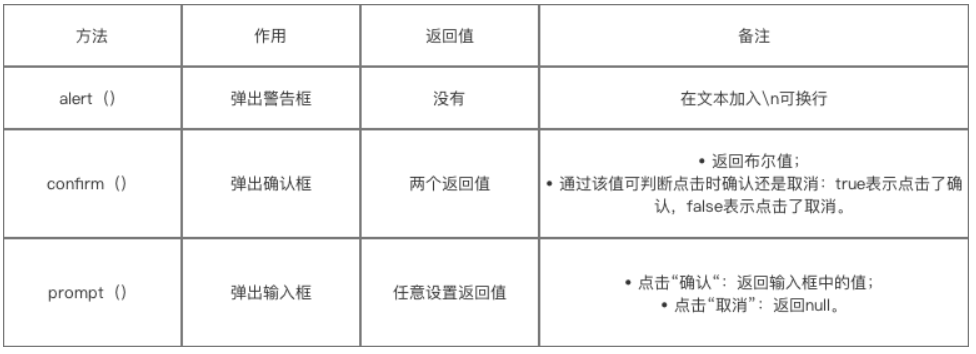 方法 作用 返回值 备注
alert（） 弹出警告框 没有 在文本加入\n可换行
confirm（） 弹出确认框 两个返回值
• 返回布尔值；
• 通过该值可判断点击时确认还是取消：true表示点击了确
认，false表示点击了取消。
prompt（） 弹出输入框 任意设置返回值
• 点击“确认“：返回输入框中的值；
• 点击“取消”：返回null。